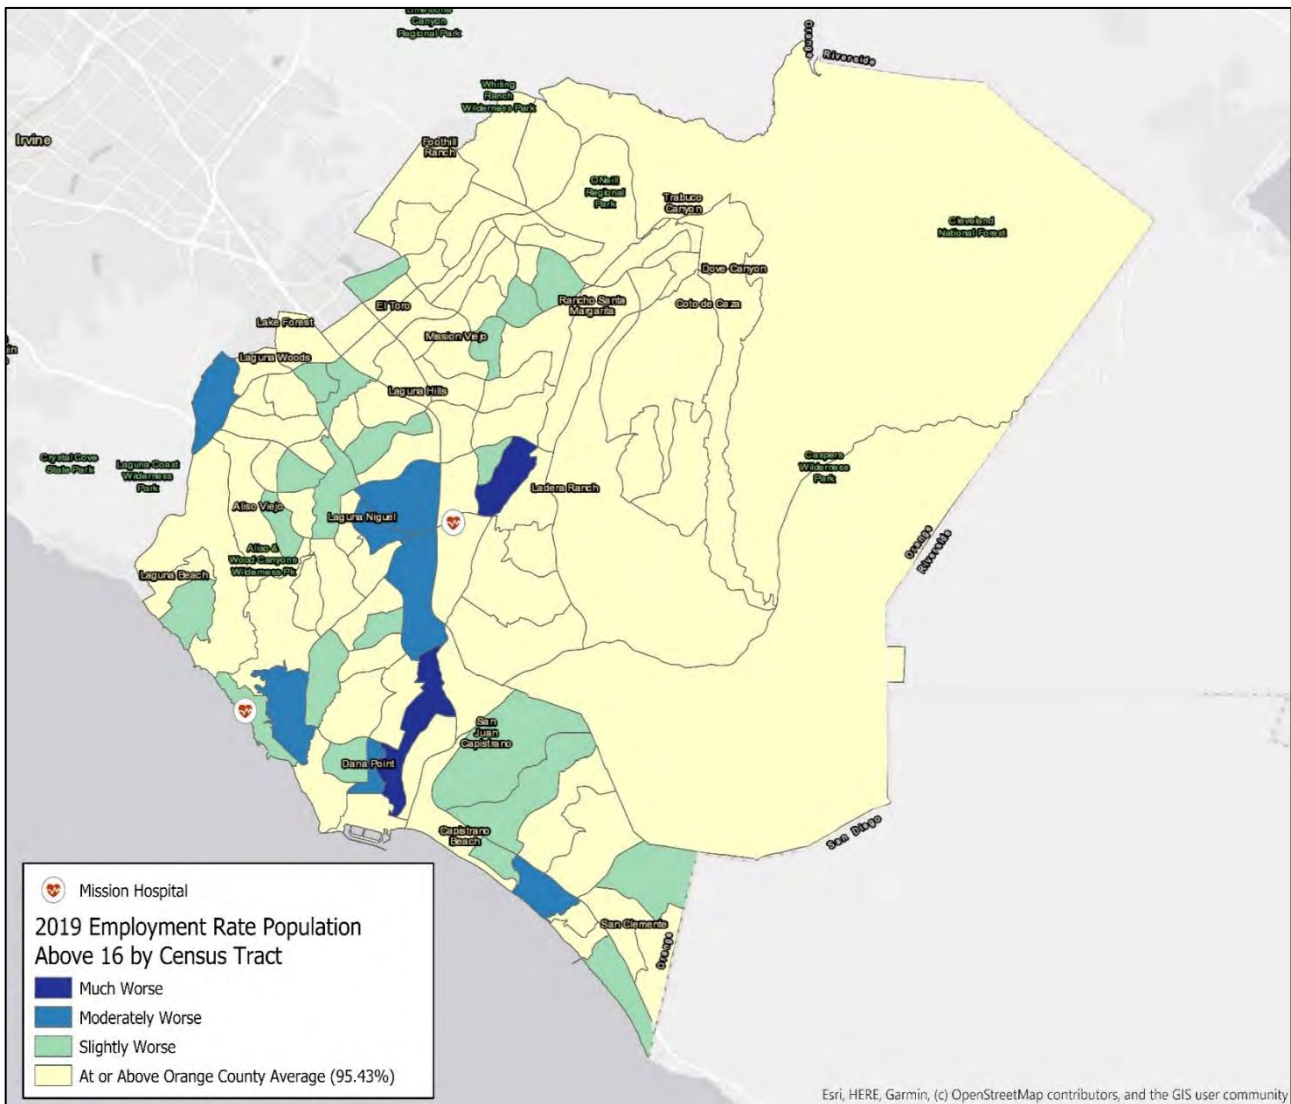 Canyon
Regional Park
Orange
Riverside
Whiting
Ranch
Wilderness Park
Irvine
Foothill
Ranch
ONeill
Regional
Park
Trabuco
Canyon
Cleveland
National Forest
Dove Canyon
El Toro
Rancho Santa
Margarita
Coto de Caza
Lake Forest
Mission Viejo
Laguna Woods
Laguna Hills
Crystal Cove
State Park
Laguna Coast
Wilderness
Park
Caspers
Wilderness
Park
Ladera Ranch
Aliso Viejo
Laguna Niguel
Orange
Riverside
Aliso &
Wood Canyons
Wilderness Pk
Laguna Beach
San
Juan
Capistrano
Dana Point
Capistrano
Beach
San Diego
San Clemente
Orange
Mission Hospital
2019 Employment Rate Population
Above 16 by Census Tract
Much Worse
Moderately Worse
Slightly Worse
At or Above Orange County Average (95.43%)
Esri, HERE, Garmin, (c) OpenStreetMap contributors, and the GIS user community